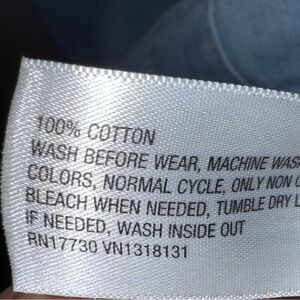 100% COTTON
WASH BEFORE WEAR, MACHINE WAS
COLORS, NORMAL CYCLE, ONLY NON
BLEACH WHEN NEEDED, TUMBLE DRY L
IF NEEDED, WASH INSIDE OUT
RN17730 VN1318131